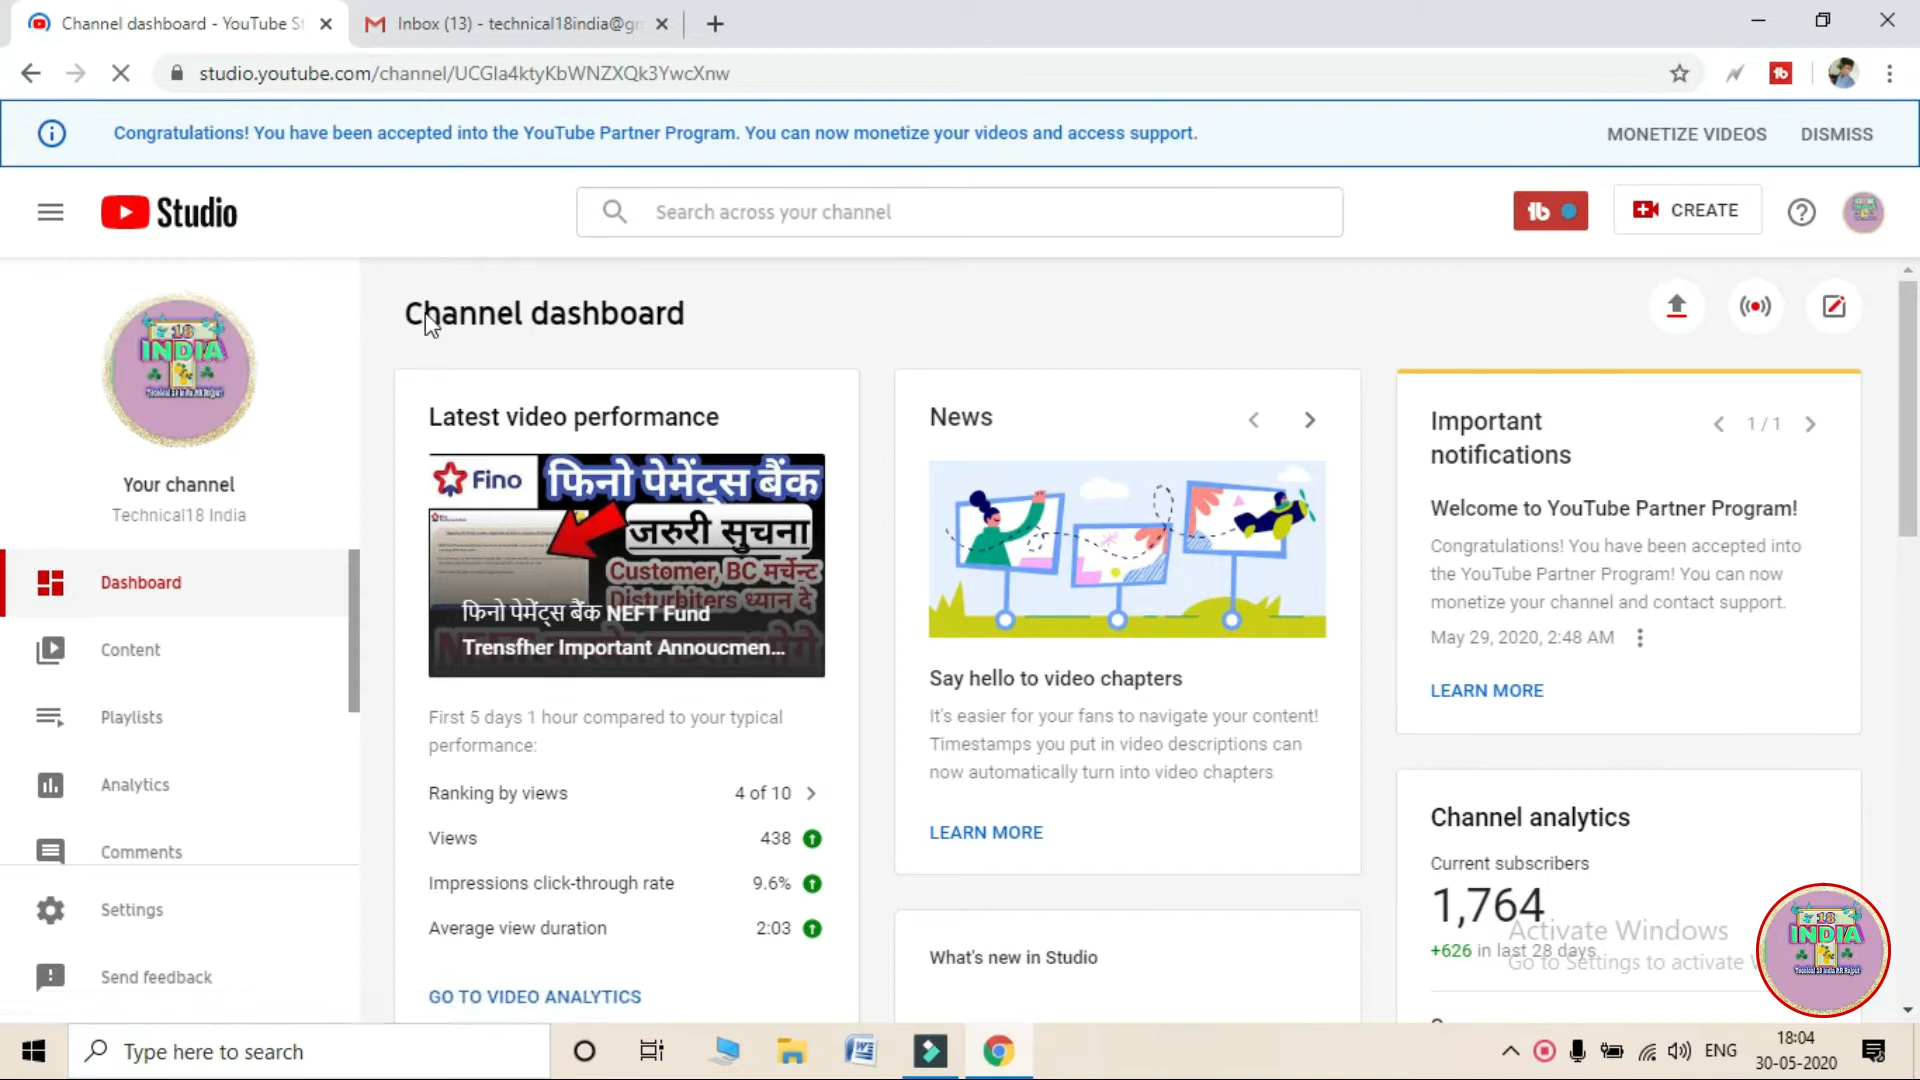 Channel dashboard - YouTube St
Inbox (13) - technical18india@gm
studio.youtube.com/channel/UCGIa4ktyKbWNZXQk3YwcXnw
Congratulations! You have been accepted into the YouTube Partner Program. You can now monetize your videos and access support.
MONETIZE VIDEOS
DISMISS
Studio
Search across your channel
CREATE
18
INDIA
Your channel
Technical18 India
Dashboard
Content
Playlists
Analytics
Comments
Settings
Send feedback
Channel dashboard
Latest video performance
Fino
फिनो पेमेंट्स बैंक
जरुरी सुचना
Customer, BC मर्चेन्ट
Disturbiters ध्यान दे
फिनो पेमेंट्स बैंक NEFT Fund
Trensfher Important Annoucmen...
First 5 days 1 hour compared to your typical
performance:
Ranking by views 4 of 10
Views 438
Impressions click-through rate 9.6%
Average view duration 2:03
GO TO VIDEO ANALYTICS
News
Say hello to video chapters
It's easier for your fans to navigate your content!
Timestamps you put in video descriptions can
now automatically turn into video chapters
LEARN MORE
What's new in Studio
Important
notifications
1 / 1
Welcome to YouTube Partner Program!
Congratulations! You have been accepted into
the YouTube Partner Program! You can now
monetize your channel and contact support.
May 29, 2020, 2:48 AM
LEARN MORE
Channel analytics
Current subscribers
1,764
+626 in last 28 days
Activate Windows
Go to Settings to activate
18
INDIA
Type here to search
ENG
18:04
30-05-2020